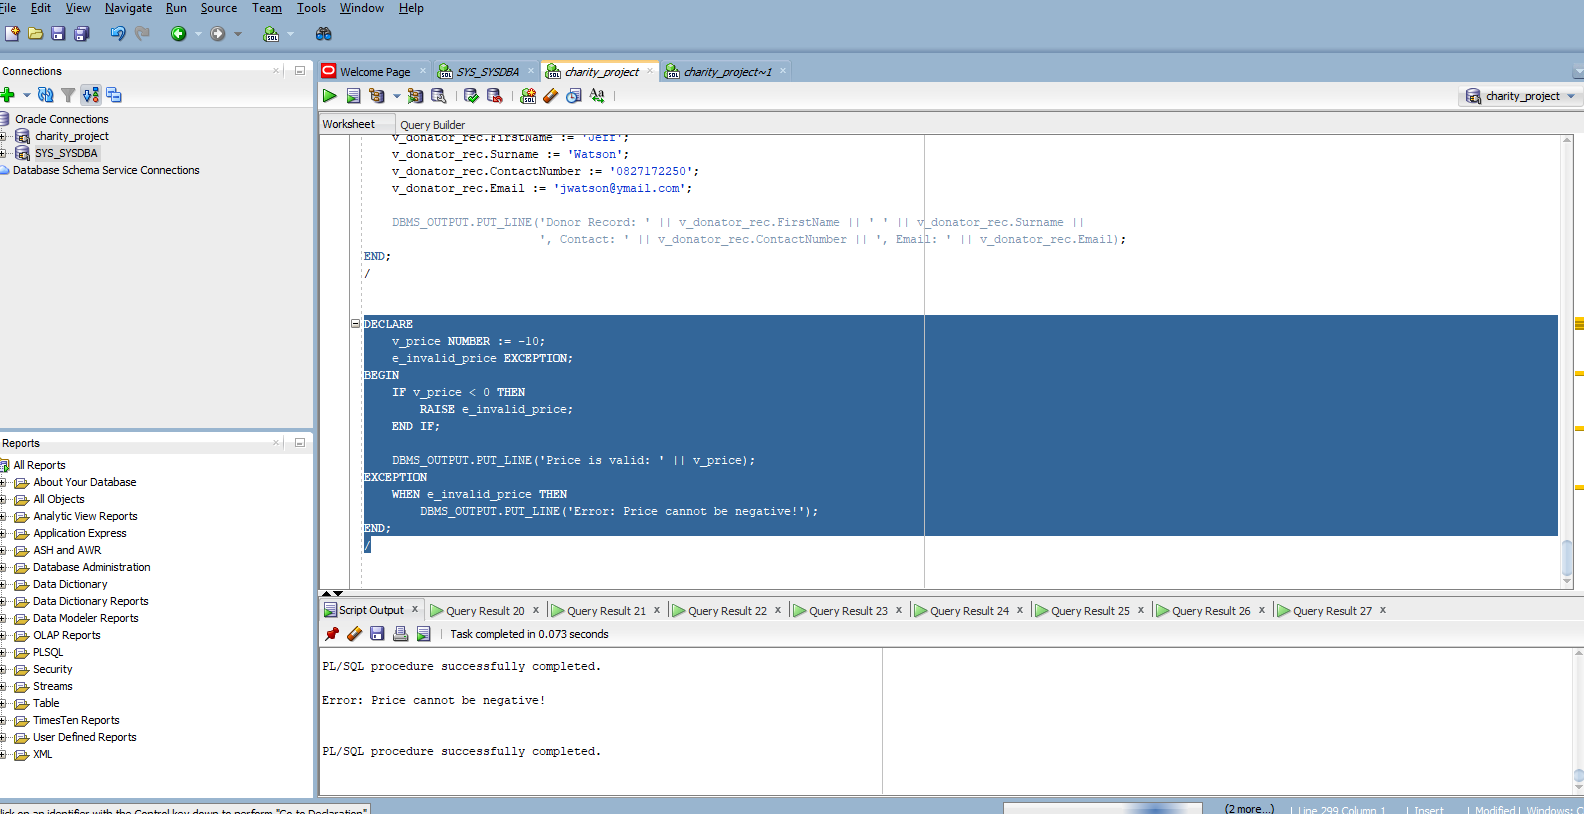 File Edit View Navigate Run Source Team Tools Window Help
Connections
Oracle Connections
charity_project
SYS_SYSDBA
Database Schema Service Connections
Reports
All Reports
About Your Database
All Objects
Analytic View Reports
Application Express
ASH and AWR
Database Administration
Data Dictionary
Data Dictionary Reports
Data Modeler Reports
OLAP Reports
PLSQL
Security
Streams
Table
TimesTen Reports
User Defined Reports
XML
Welcome Page SYS_SYSDBA charity_project charity_project~1
charity_project
Worksheet Query Builder
v_donator_rec.FirstName := 'Jeff';
v_donator_rec.Surname := 'Watson';
v_donator_rec.ContactNumber := '0827172250';
v_donator_rec.Email := 'jwatson@ymail.com';
DBMS_OUTPUT.PUT_LINE('Donor Record: ' || v_donator_rec.FirstName || ' ' || v_donator_rec.Surname ||
', Contact: ' || v_donator_rec.ContactNumber || ', Email: ' || v_donator_rec.Email);
END;
/
DECLARE
v_price NUMBER := -10;
e_invalid_price EXCEPTION;
BEGIN
IF v_price < 0 THEN
RAISE e_invalid_price;
END IF;
DBMS_OUTPUT.PUT_LINE('Price is valid: ' || v_price);
EXCEPTION
WHEN e_invalid_price THEN
DBMS_OUTPUT.PUT_LINE('Error: Price cannot be negative!');
END;
/
Script Output Query Result 20 Query Result 21 Query Result 22 Query Result 23 Query Result 24 Query Result 25 Query Result 26 Query Result 27
Task completed in 0.073 seconds
PL/SQL procedure successfully completed.
Error: Price cannot be negative!
PL/SQL procedure successfully completed.
on an identifier with the Control key down to perform "Go to Declaration"
(2 more...) Line 299 Column 1 Insert Modified Windows: C